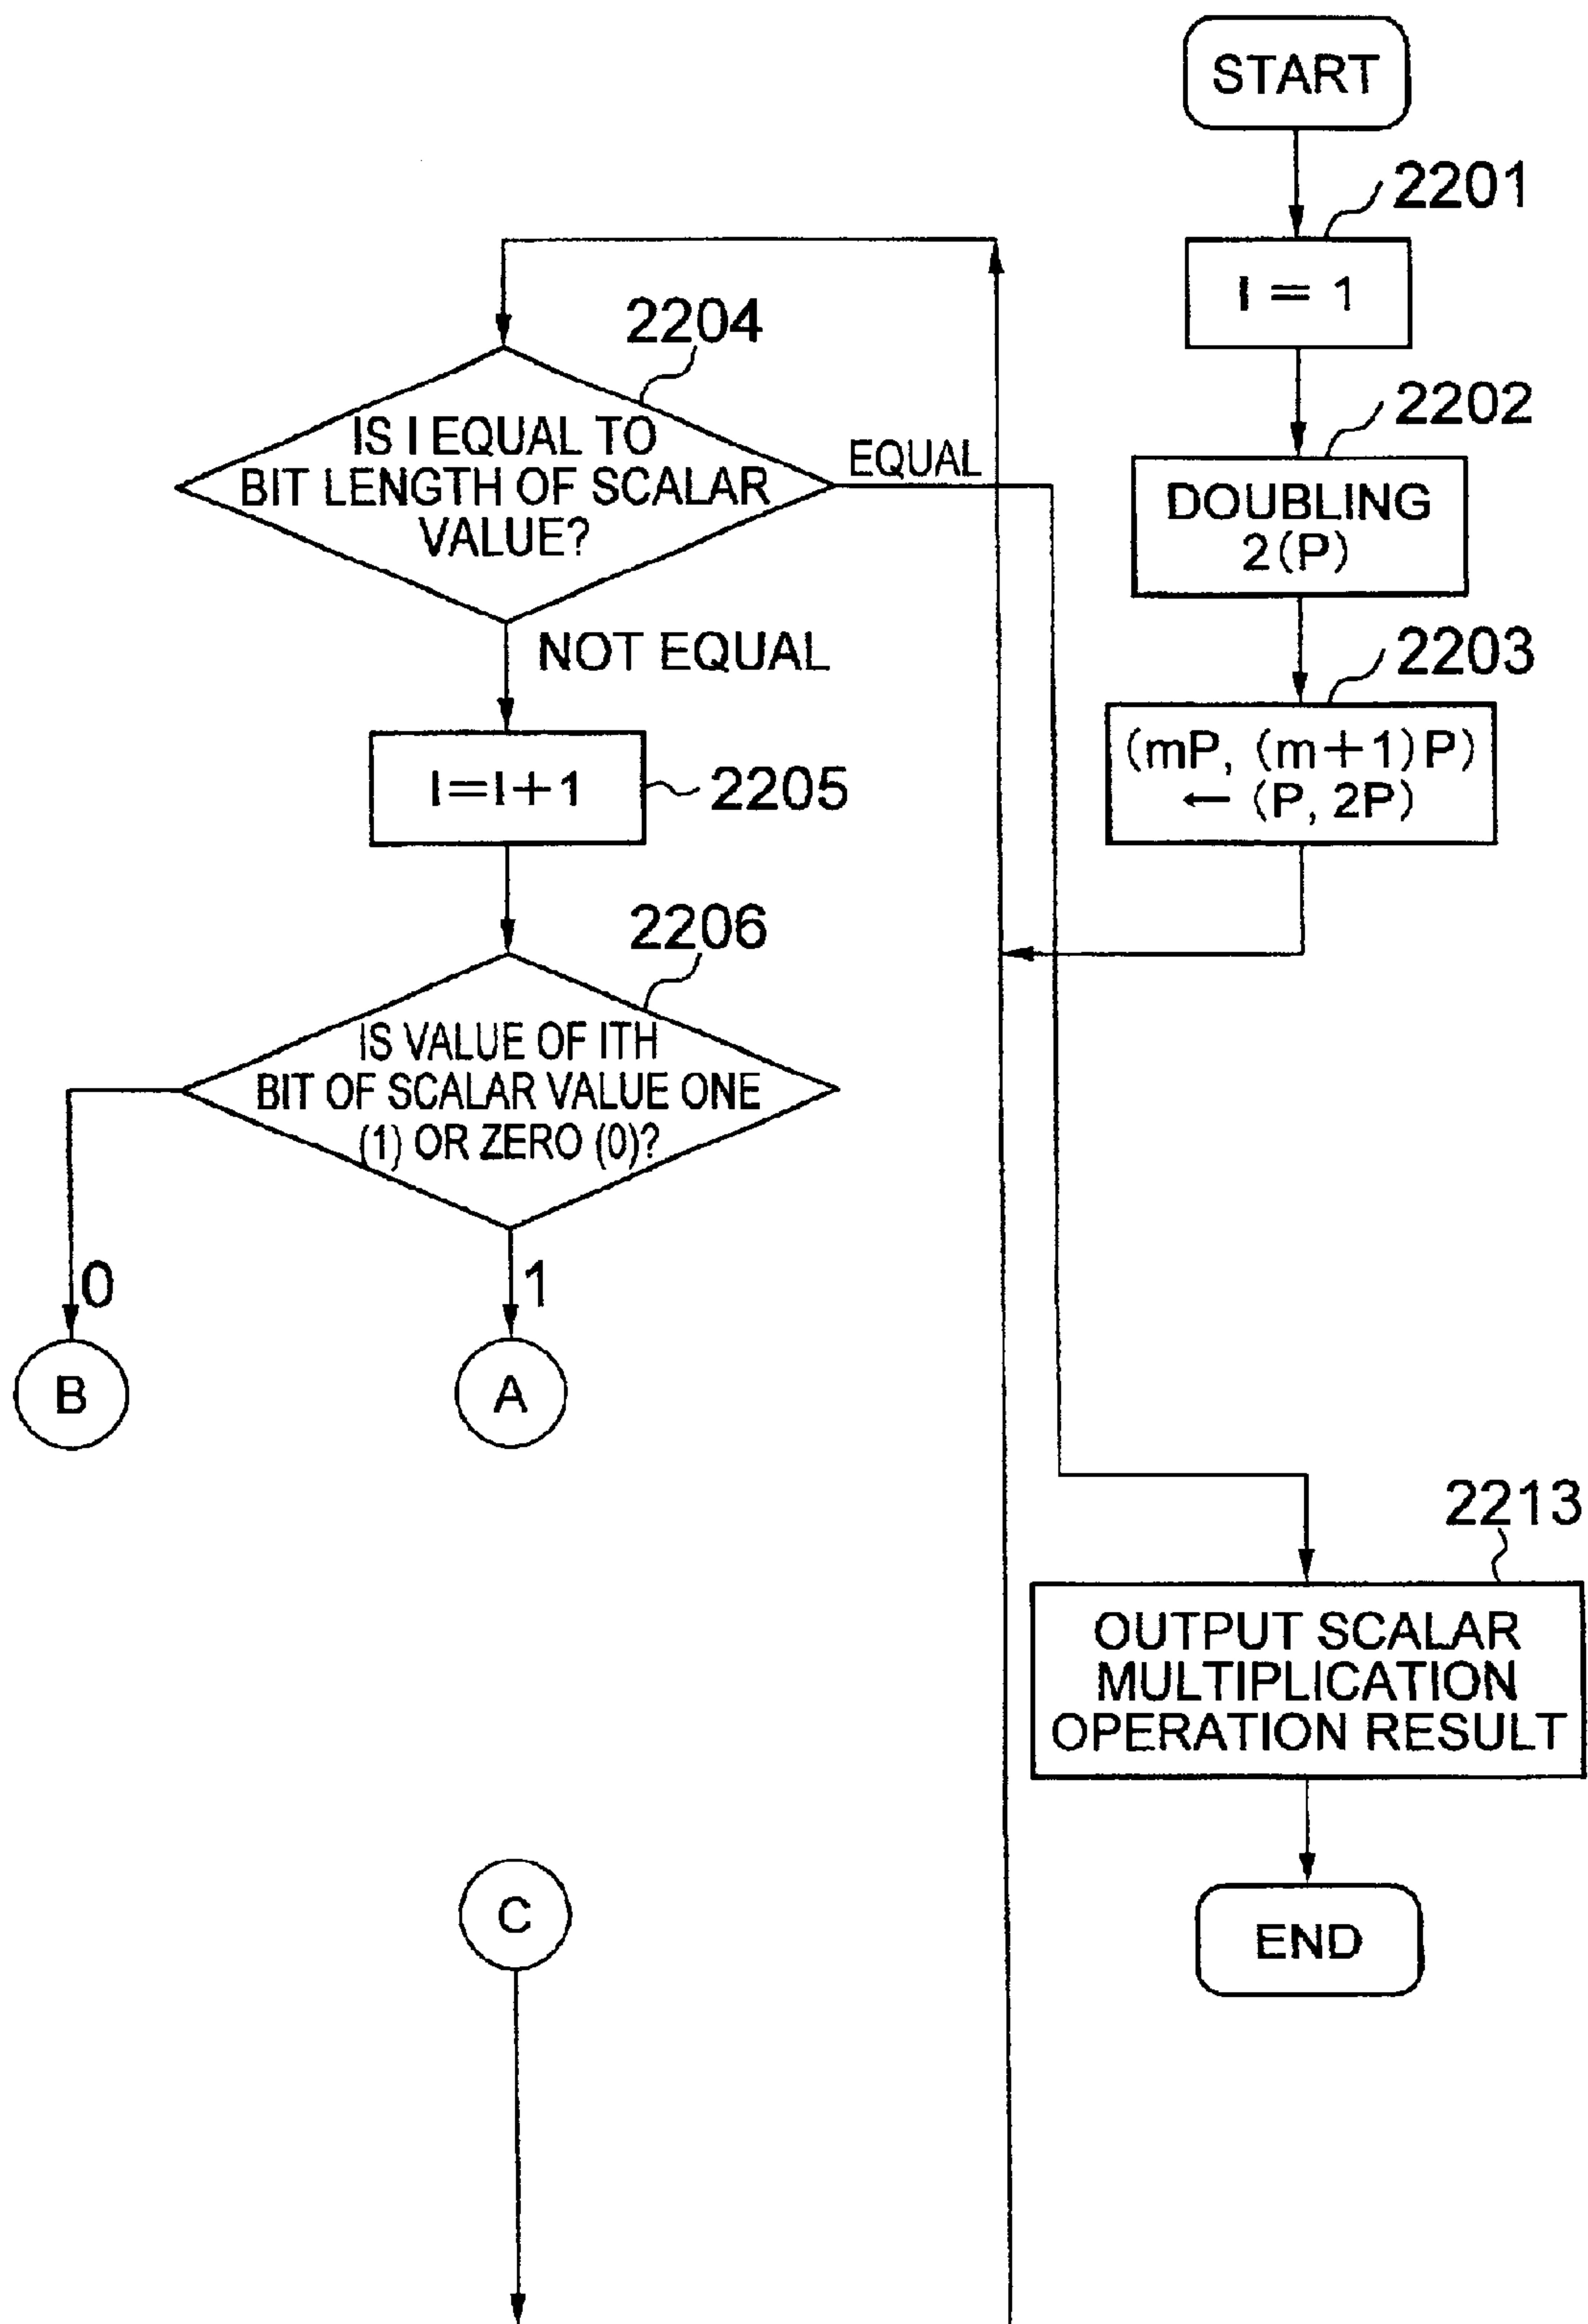 START
2201
I = 1
2202
DOUBLING
2(P)
2203
(mP, (m+1)P)
← (P, 2P)
2204
IS I EQUAL TO
BIT LENGTH OF SCALAR
VALUE?
EQUAL
NOT EQUAL
I=I+1
2205
2206
IS VALUE OF ITH
BIT OF SCALAR VALUE ONE
(1) OR ZERO (0)?
0
1
B
A
2213
OUTPUT SCALAR
MULTIPLICATION
OPERATION RESULT
C
END